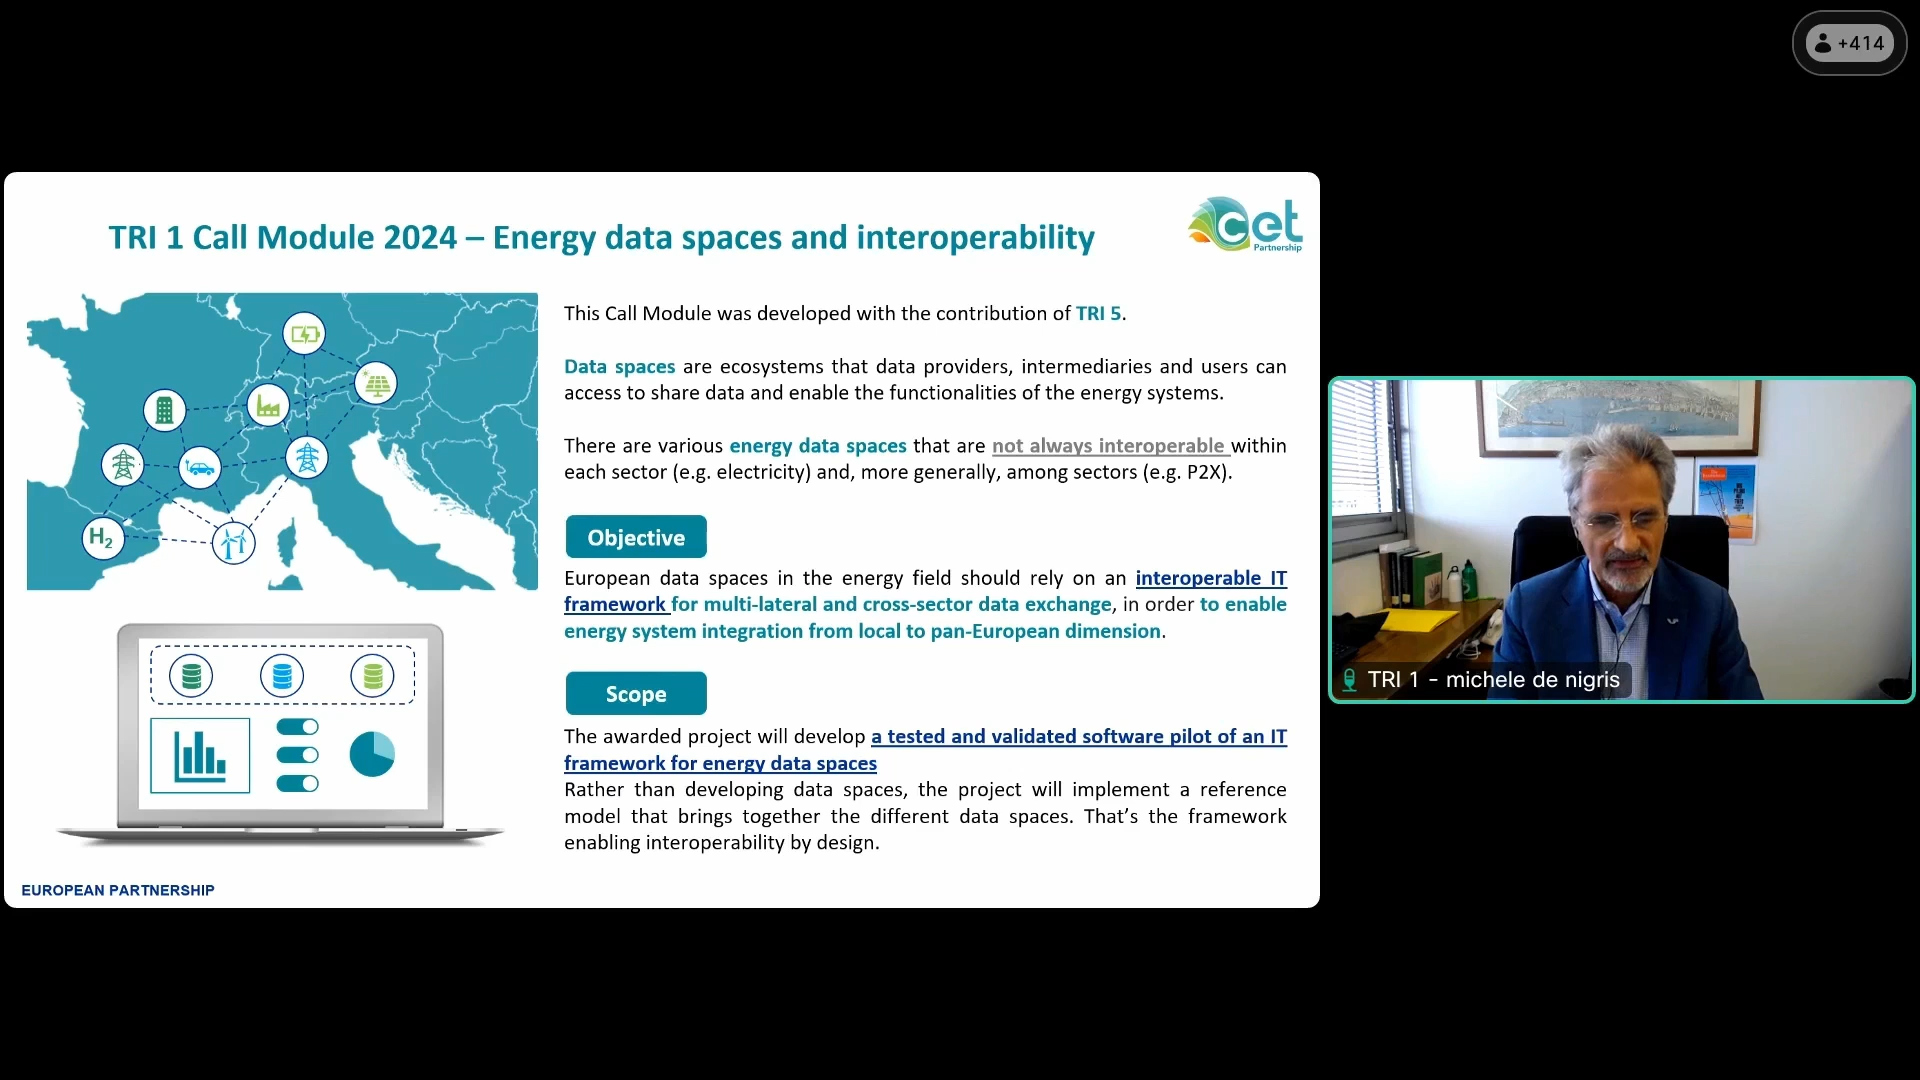 +414
TRI 1 Call Module 2024 – Energy data spaces and interoperability
cet
Partnership
This Call Module was developed with the contribution of TRI 5.
Data spaces are ecosystems that data providers, intermediaries and users can
access to share data and enable the functionalities of the energy systems.
There are various energy data spaces that are not always interoperable within
each sector (e.g. electricity) and, more generally, among sectors (e.g. P2X).
H2
Objective
European data spaces in the energy field should rely on an interoperable IT
framework for multi-lateral and cross-sector data exchange, in order to enable
energy system integration from local to pan-European dimension.
Scope
The awarded project will develop a tested and validated software pilot of an IT
framework for energy data spaces
Rather than developing data spaces, the project will implement a reference
model that brings together the different data spaces. That's the framework
enabling interoperability by design.
EUROPEAN PARTNERSHIP
TRI 1 - michele de nigris